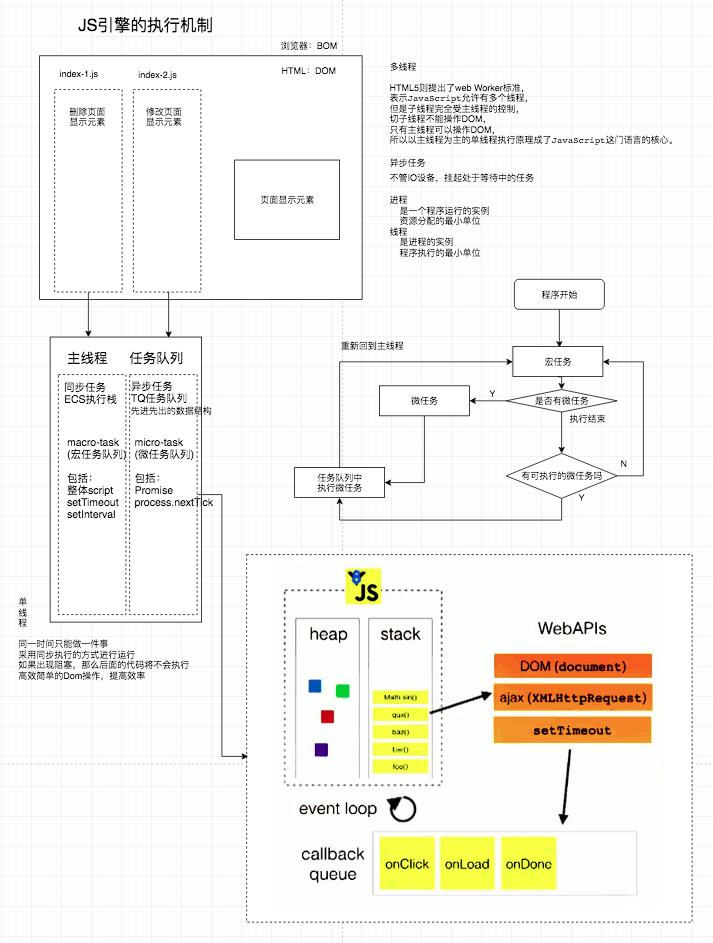 JS引擎的执行机制
浏览器：BOM
HTML：DOM
index-1.js
index-2.js
删除页面
显示元素
修改页面
显示元素
页面显示元素
多线程
HTML5则提出了web Worker标准，
表示JavaScript允许有多个线程，
但是子线程完全受主线程的控制，
切子线程不能操作DOM，
只有主线程可以操作DOM，
所以以主线程为主的单线程执行原理成了JavaScript这门语言的核心。
异步任务
不管IO设备，挂起处于等待中的任务
进程
是一个程序运行的实例
资源分配的最小单位
线程
是进程的实例
程序执行的最小单位
主线程
任务队列
同步任务
ECS执行栈
异步任务
TQ任务队列
先进先出的数据结构
macro-task
(宏任务队列)
micro-task
(微任务队列)
包括：
整体script
setTimeout
setInterval
包括：
Promise
process.nextTick
单
线
程
同一时间只能做一件事
采用同步执行的方式进行运行
如果出现阻塞，那么后面的代码将不会执行
高效简单的Dom操作，提高效率
程序开始
重新回到主线程
宏任务
微任务
Y
是否有微任务
执行结束
任务队列中
执行微任务
有可执行的微任务吗
N
Y
JS
heap
stack
Math.sin()
qux()
baz()
bar()
foo()
WebAPIs
DOM (document)
ajax (XMLHttpRequest)
setTimeout
event loop
callback
queue
onClick
onLoad
onDone